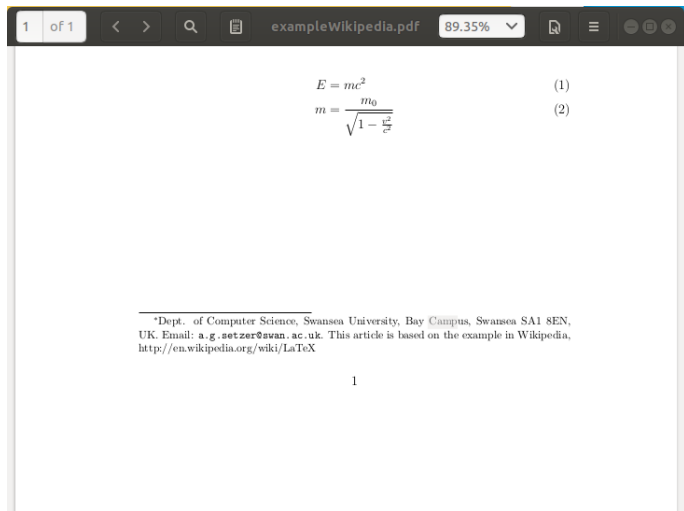 1 of 1 exampleWikipedia.pdf 89.35%
E = mc² (1)
m = m₀ / √(1 − v²/c²) (2)
*Dept. of Computer Science, Swansea University, Bay Campus, Swansea SA1 8EN,
UK. Email: a.g.setzer@swan.ac.uk. This article is based on the example in Wikipedia,
http://en.wikipedia.org/wiki/LaTeX
1